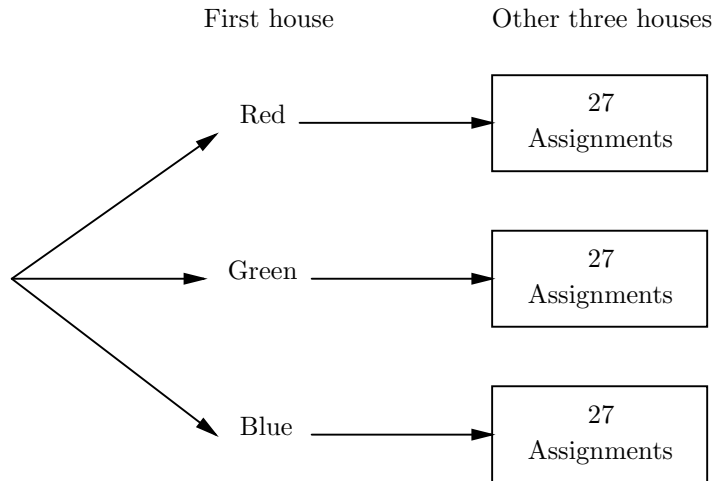 First house Other three houses
Red
27
Assignments
Green
27
Assignments
Blue
27
Assignments